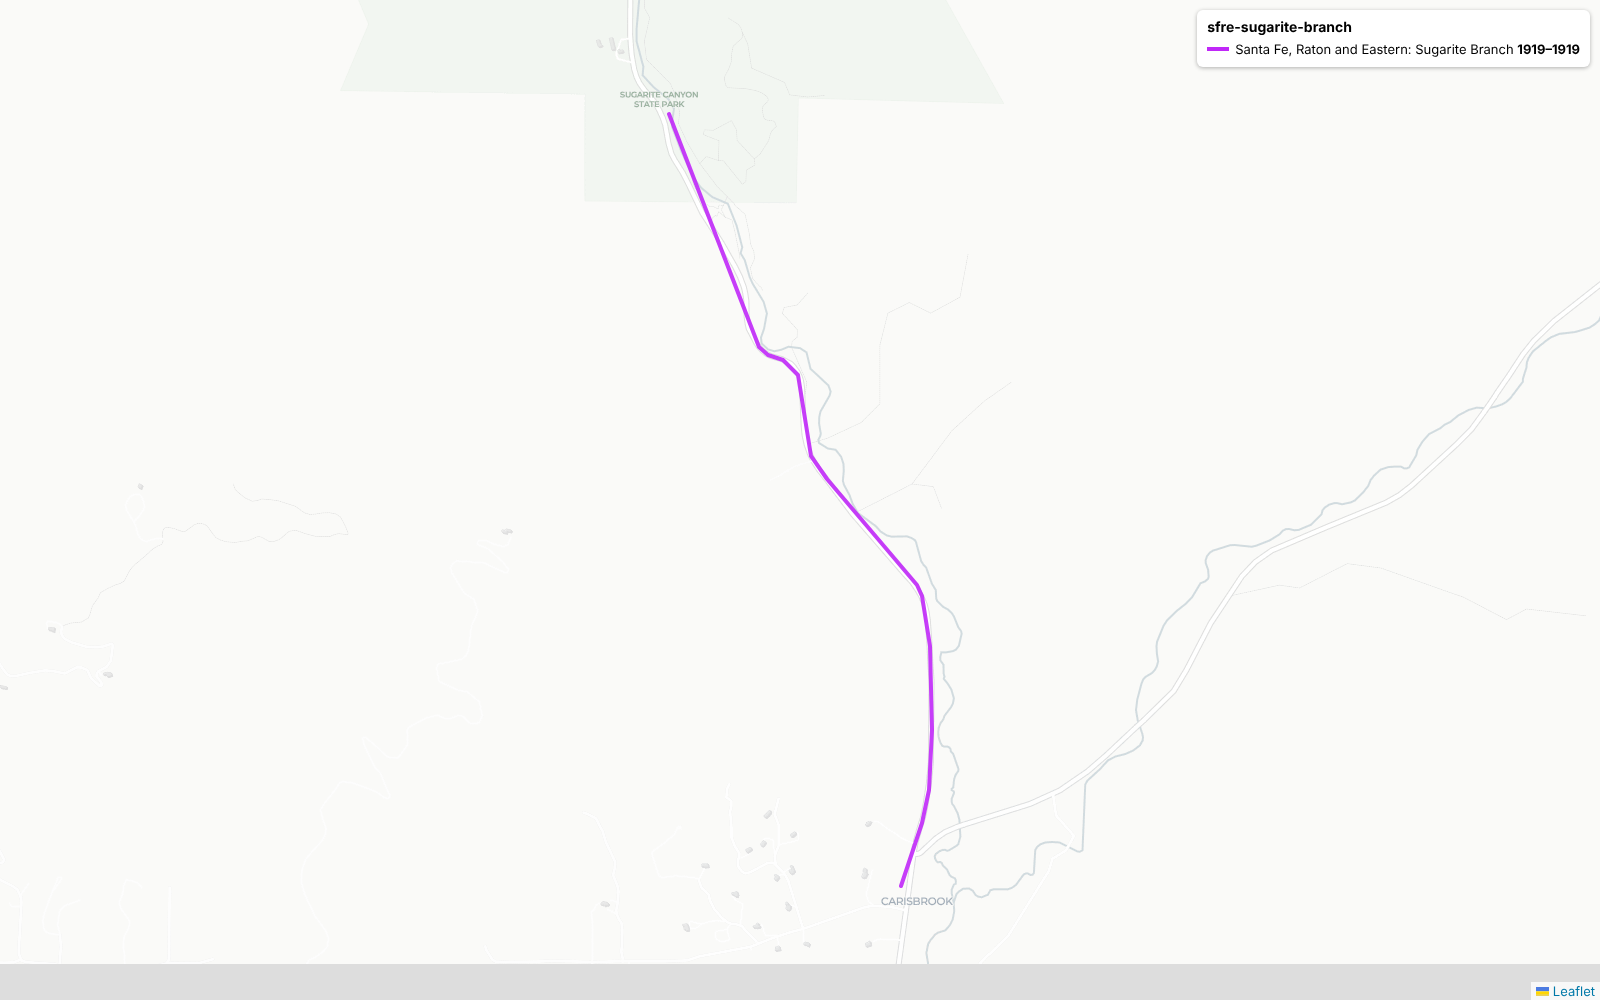 sfre-sugarite-branch
Santa Fe, Raton and Eastern: Sugarite Branch 1919–1919
SUGARITE CANYON
STATE PARK
CARISBROOK
Leaflet